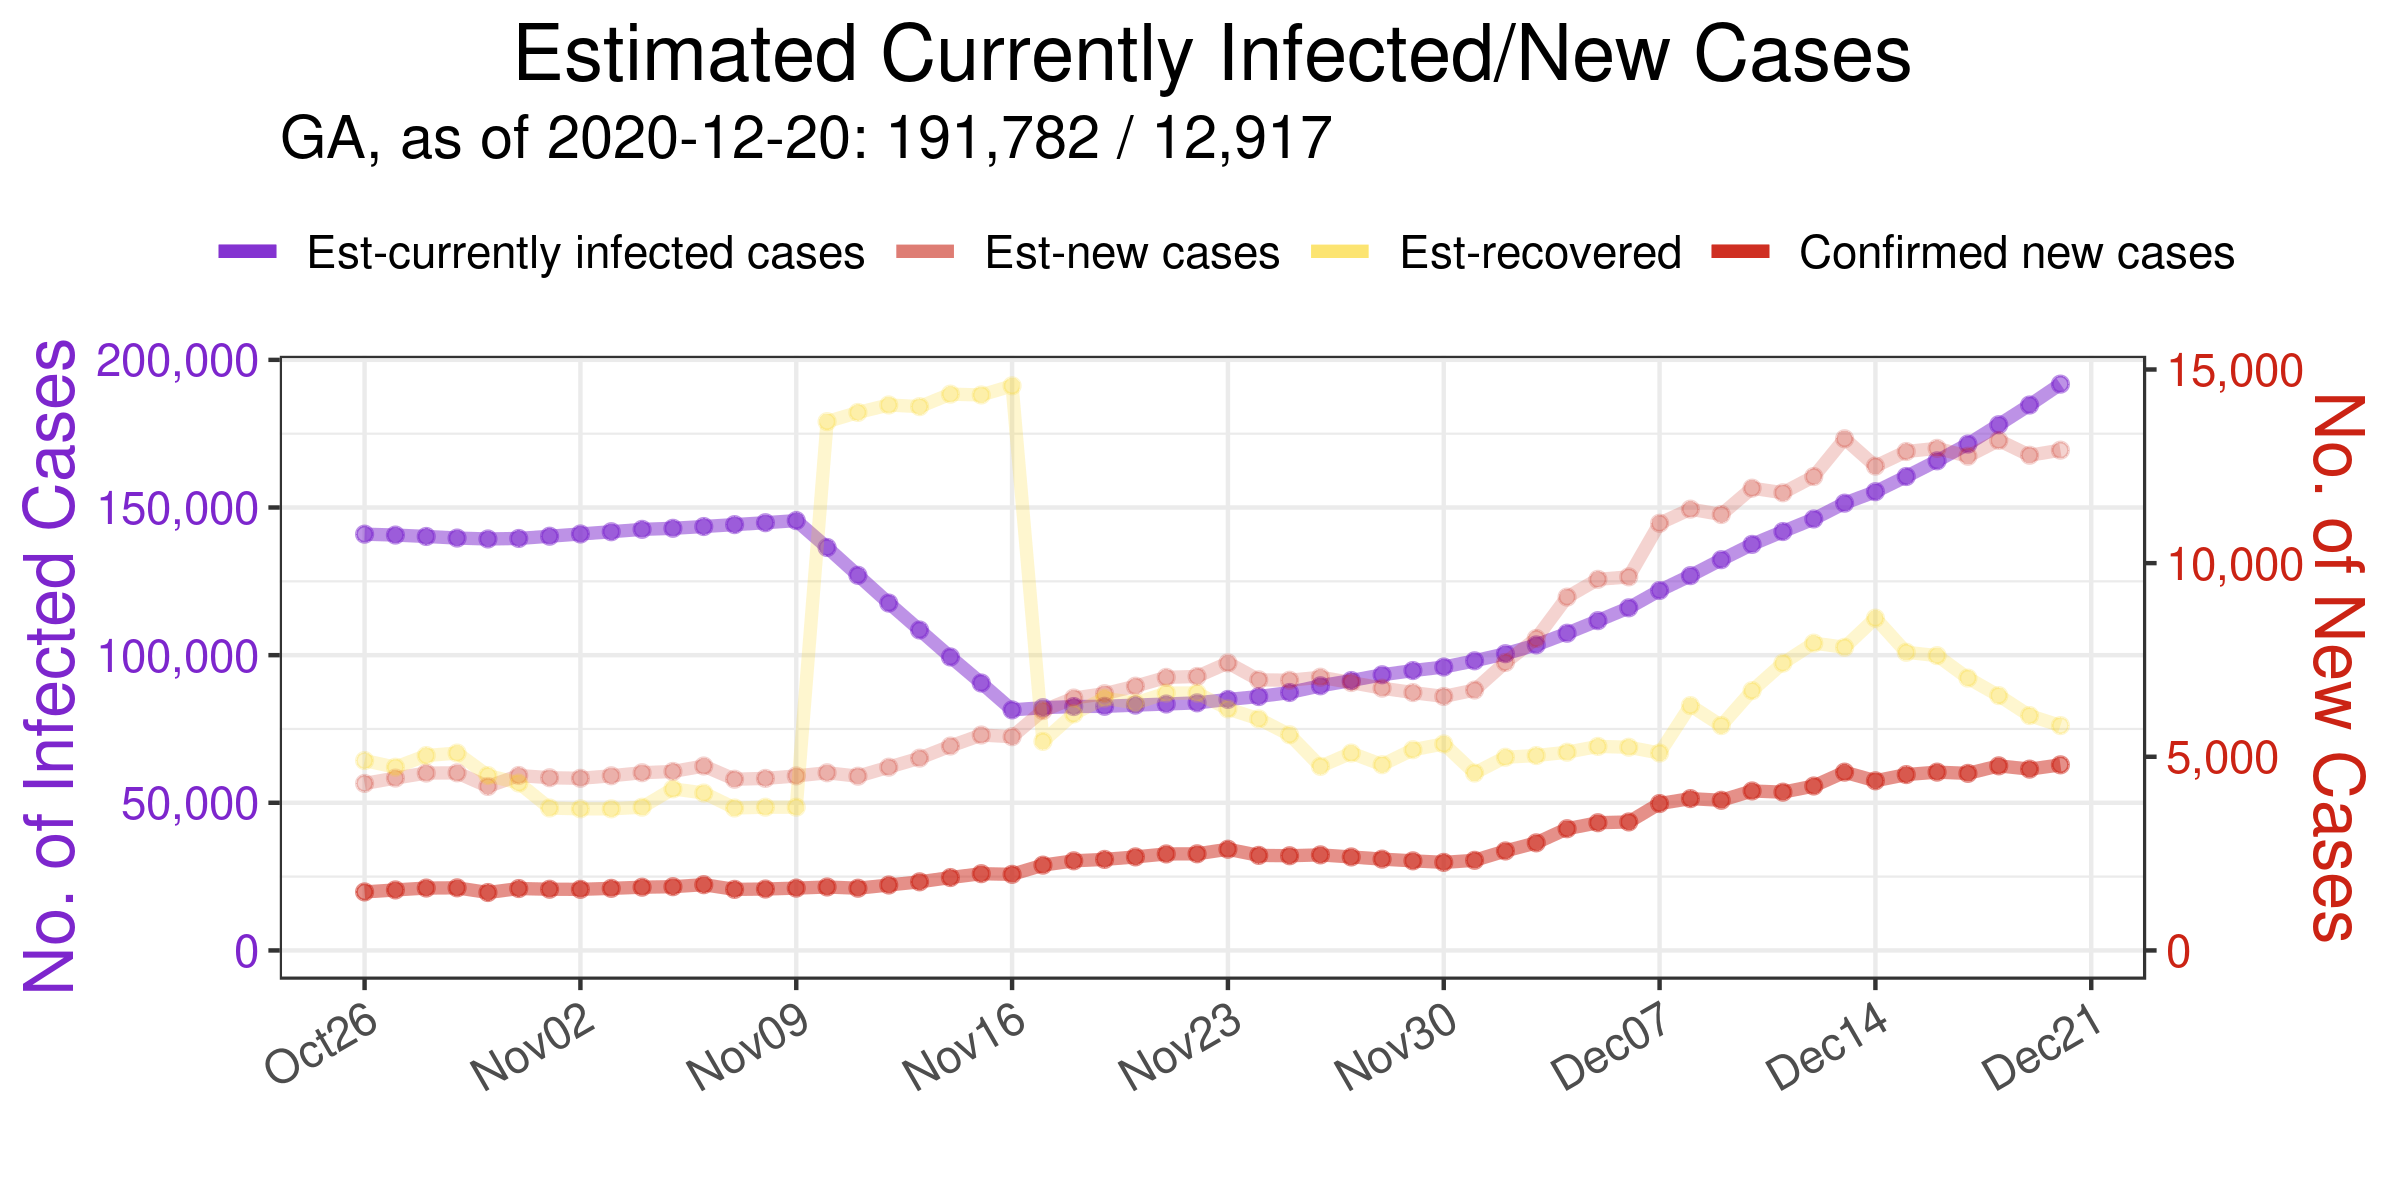 Estimated Currently Infected/New Cases
GA, as of 2020-12-20: 191,782 / 12,917
Est-currently infected cases Est-new cases Est-recovered Confirmed new cases
No. of Infected Cases
200,000
150,000
100,000
50,000
0
15,000
10,000
5,000
0
No. of New Cases
Oct26 Nov02 Nov09 Nov16 Nov23 Nov30 Dec07 Dec14 Dec21